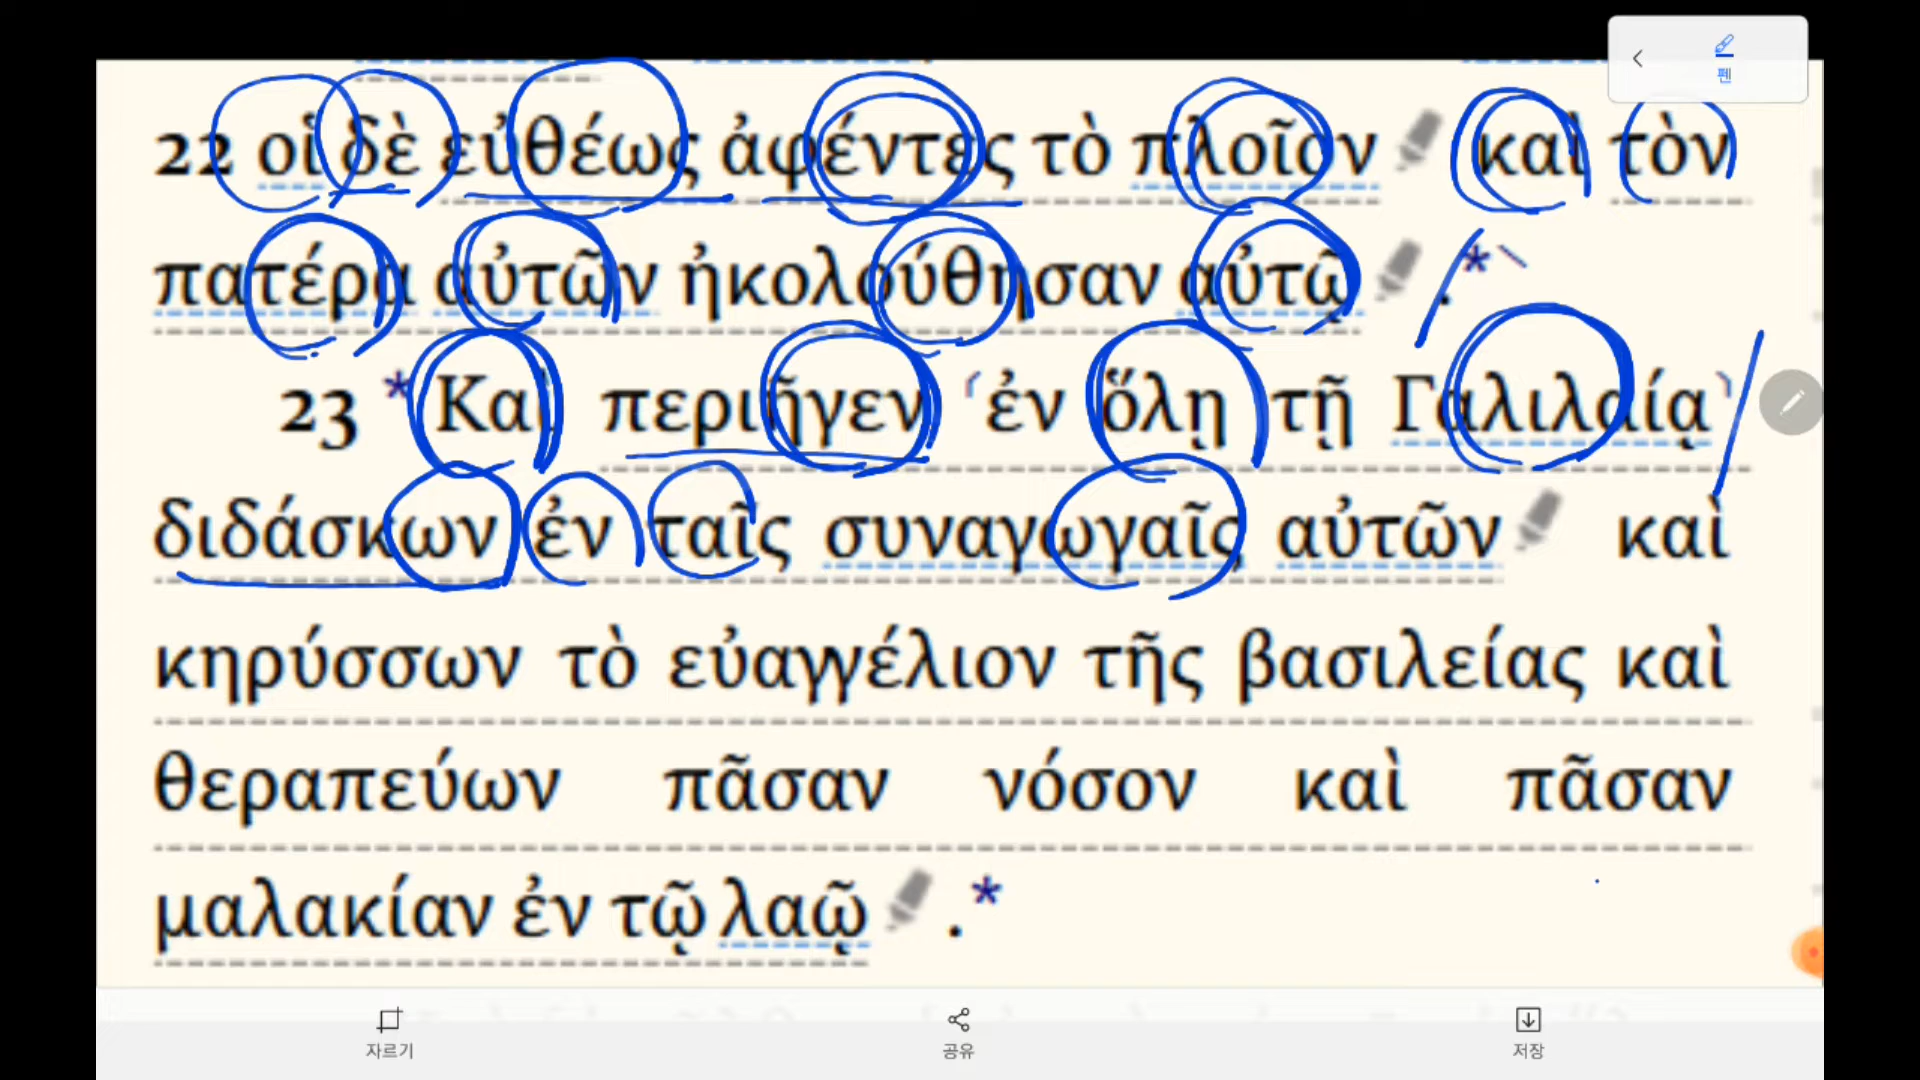 펜
22 οἱ δὲ εὐθέως ἀφέντες τὸ πλοῖον καὶ τὸν
πατέρα αὐτῶν ἠκολούθησαν αὐτῷ .*⸌
23 *Καὶ περιῆγεν ⸂ἐν ὅλῃ τῇ Γαλιλαίᾳ⸃
διδάσκων ἐν ταῖς συναγωγαῖς αὐτῶν καὶ
κηρύσσων τὸ εὐαγγέλιον τῆς βασιλείας καὶ
θεραπεύων πᾶσαν νόσον καὶ πᾶσαν
μαλακίαν ἐν τῷ λαῷ .*
자르기 공유 저장